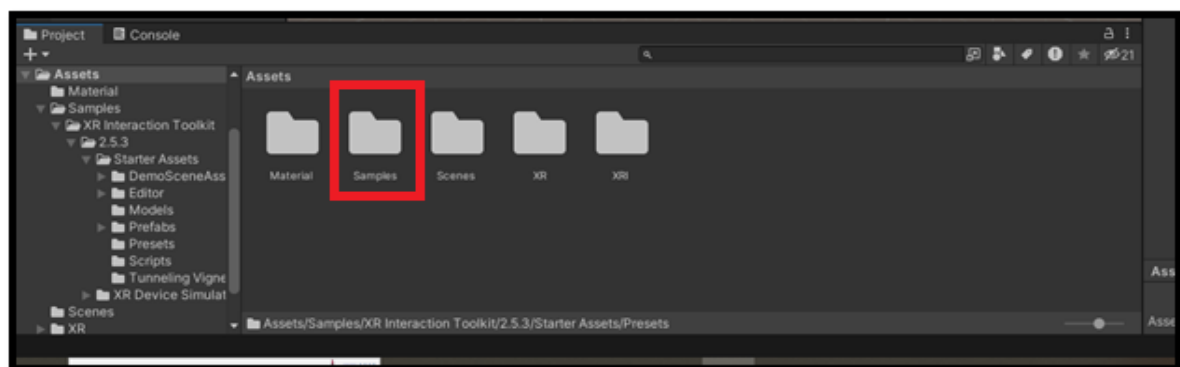 Project Console
21
Assets
Material
Samples
XR Interaction Toolkit
2.5.3
Starter Assets
DemoSceneAss
Editor
Models
Prefabs
Presets
Scripts
Tunneling Vigne
XR Device Simulat
Scenes
XR
Assets
Material Samples Scenes XR XRI
Assets/Samples/XR Interaction Toolkit/2.5.3/Starter Assets/Presets
Ass
Asse